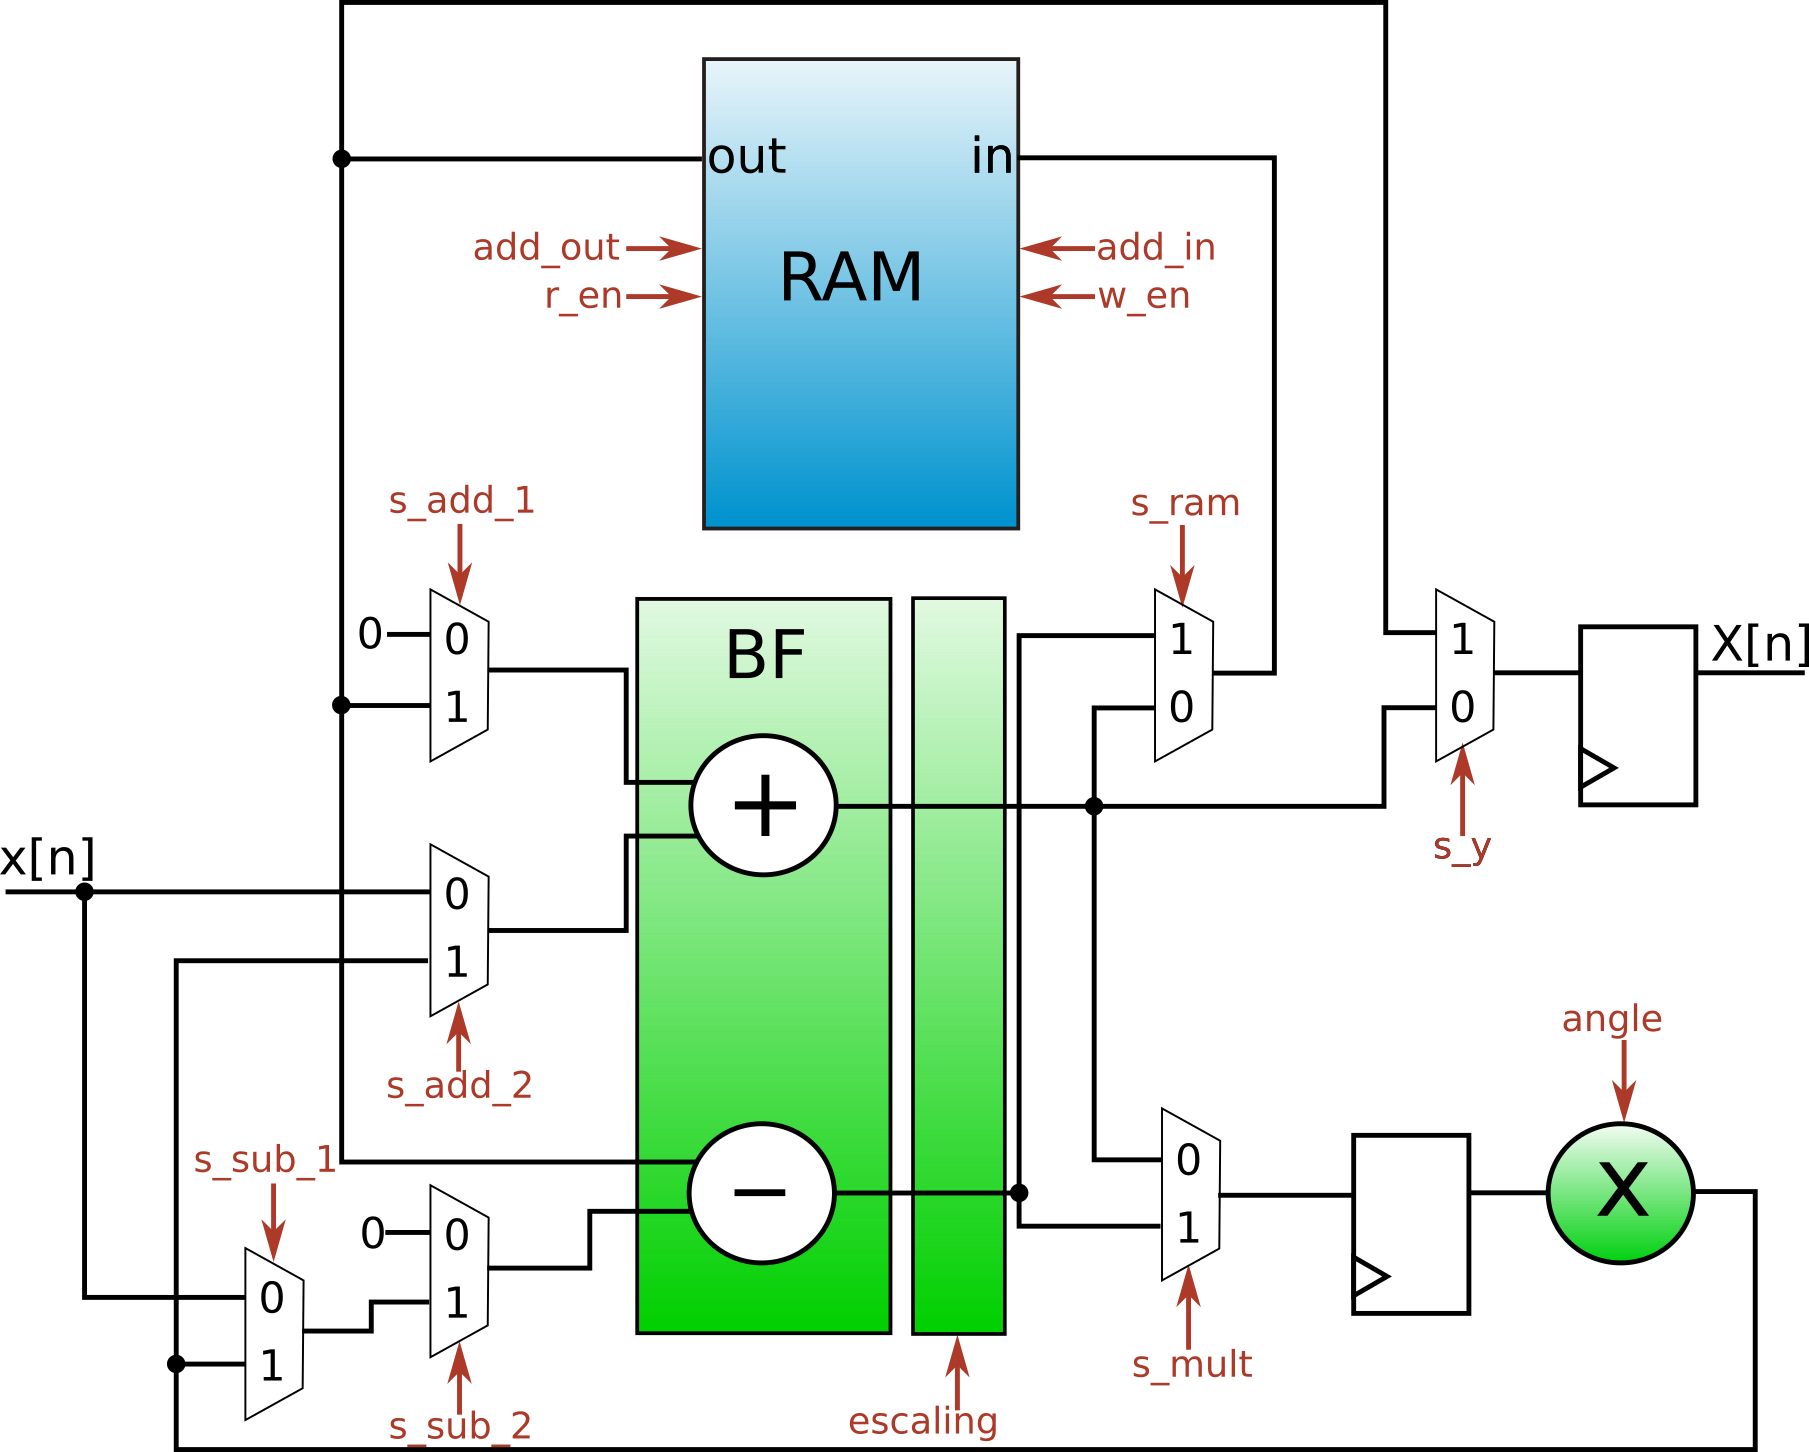 out
in
add_out
add_in
RAM
r_en
w_en
s_add_1
s_ram
0
0
1
BF
1
0
1
0
X[n]
+
s_y
x[n]
0
1
s_add_2
angle
s_sub_1
−
0
1
X
0
0
1
0
1
s_mult
s_sub_2
escaling